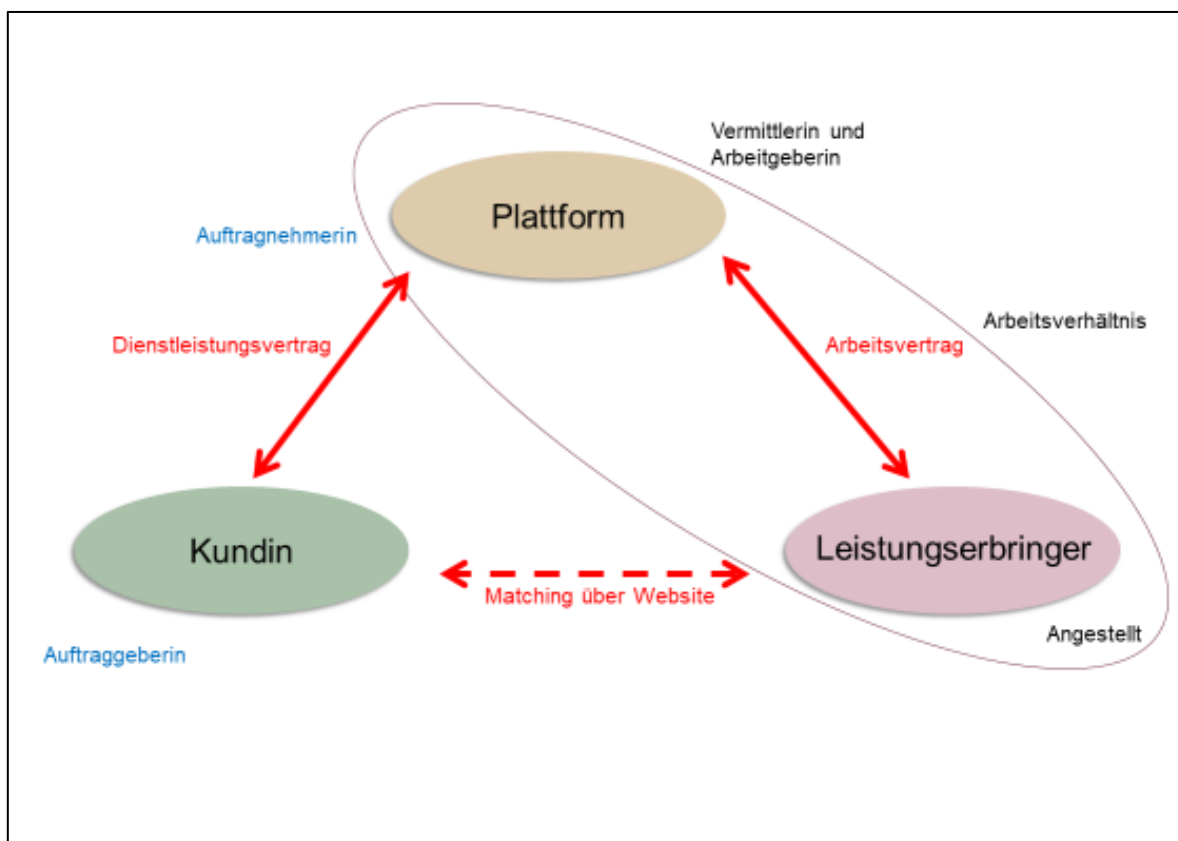 Vermittlerin und
Arbeitgeberin
Plattform
Auftragnehmerin
Arbeitsverhältnis
Dienstleistungsvertrag
Arbeitsvertrag
Kundin
Leistungserbringer
Matching über Website
Angestellt
Auftraggeberin